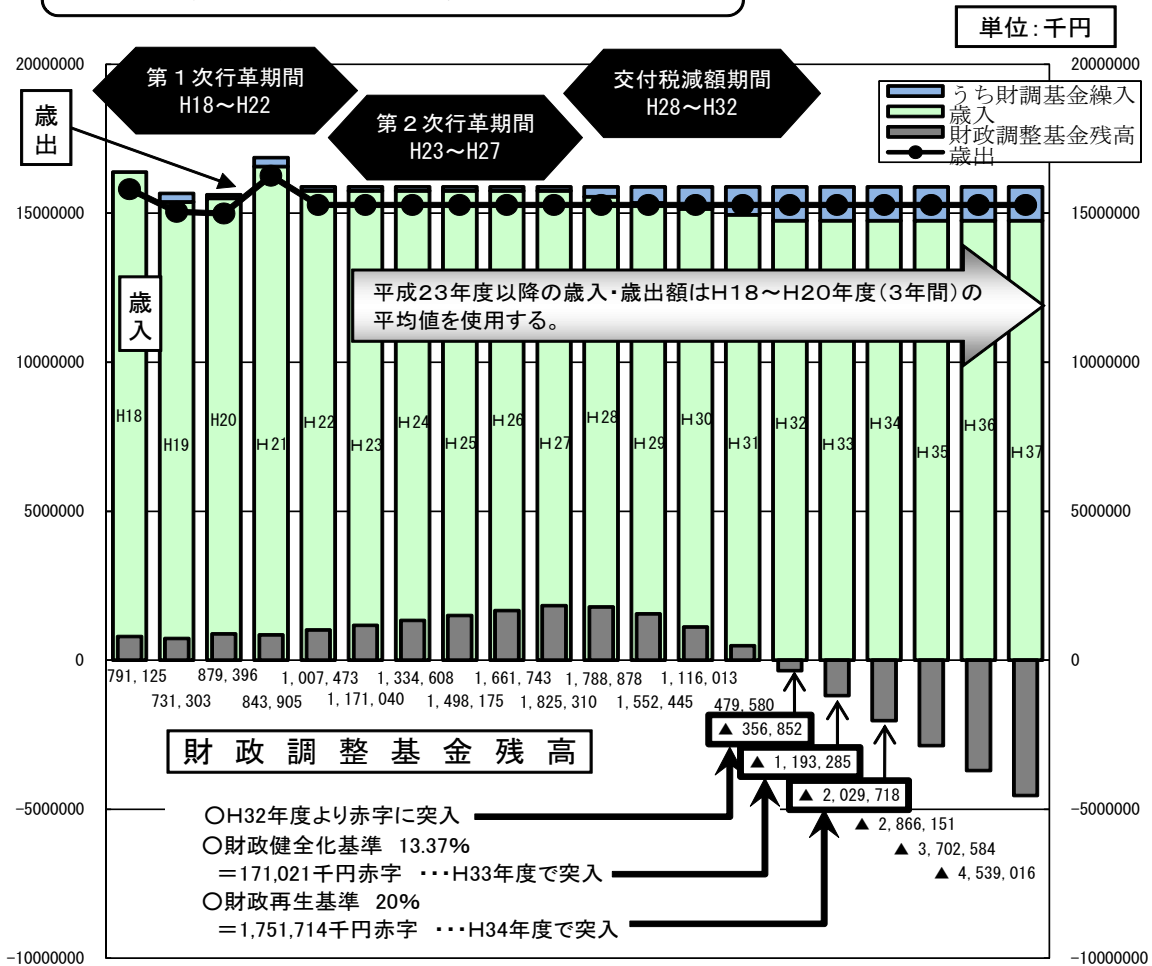 単位:千円
20000000
15000000
10000000
5000000
0
-5000000
-10000000
20000000
15000000
10000000
5000000
0
-5000000
-10000000
第1次行革期間
H18～H22
第2次行革期間
H23～H27
交付税減額期間
H28～H32
うち財調基金繰入
歳入
財政調整基金残高
歳出
歳出
歳入
平成23年度以降の歳入・歳出額はH18～H20年度(3年間)の
平均値を使用する。
H18
H19
H20
H21
H22
H23
H24
H25
H26
H27
H28
H29
H30
H31
H32
H33
H34
H35
H36
H37
791,125
731,303
879,396
843,905
1,007,473
1,171,040
1,334,608
1,498,175
1,661,743
1,825,310
1,788,878
1,552,445
1,116,013
479,580
▲ 356,852
▲ 1,193,285
▲ 2,029,718
▲ 2,866,151
▲ 3,702,584
▲ 4,539,016
財政調整基金残高
○H32年度より赤字に突入
○財政健全化基準 13.37%
=171,021千円赤字 ･･･H33年度で突入
○財政再生基準 20%
=1,751,714千円赤字 ･･･H34年度で突入